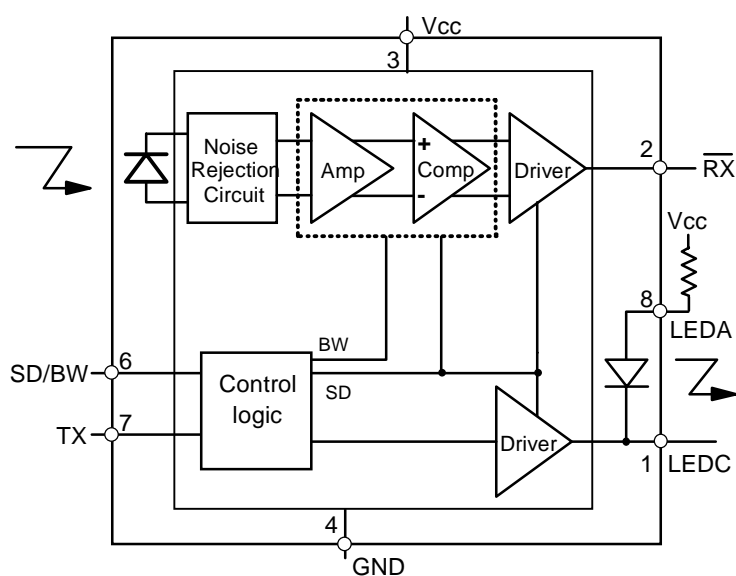 Vcc
3
Noise
Rejection
Circuit
Amp
+
-
Comp
Driver
2
RX
Vcc
8
LEDA
SD/BW
6
BW
SD
Control
logic
TX
7
Driver
1
LEDC
4
GND